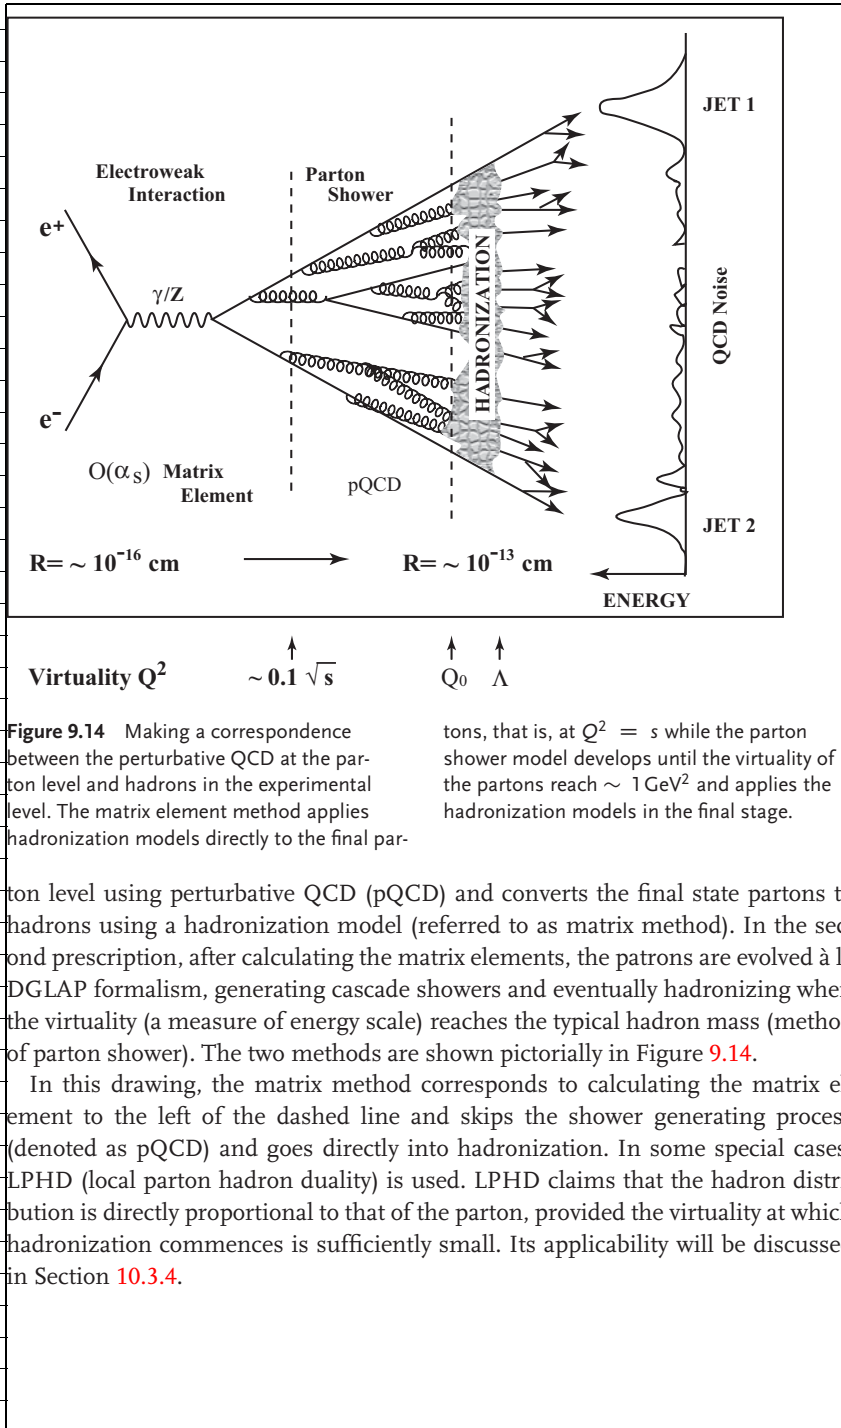 JET 1
Electroweak
Interaction
Parton
Shower
e+
γ/Z
HADRONIZATION
QCD Noise
e-
O(αS) Matrix
Element
pQCD
JET 2
R= ~ 10⁻¹⁶ cm
R= ~ 10⁻¹³ cm
ENERGY
Virtuality Q²
~ 0.1 √s
Q₀
Λ
Figure 9.14 Making a correspondence
between the perturbative QCD at the par-
ton level and hadrons in the experimental
level. The matrix element method applies
hadronization models directly to the final par-
tons, that is, at Q² = s while the parton
shower model develops until the virtuality of
the partons reach ~ 1 GeV² and applies the
hadronization models in the final stage.
ton level using perturbative QCD (pQCD) and converts the final state partons t
hadrons using a hadronization model (referred to as matrix method). In the sec
ond prescription, after calculating the matrix elements, the patrons are evolved à l
DGLAP formalism, generating cascade showers and eventually hadronizing when
the virtuality (a measure of energy scale) reaches the typical hadron mass (metho
of parton shower). The two methods are shown pictorially in Figure 9.14.
In this drawing, the matrix method corresponds to calculating the matrix el
ement to the left of the dashed line and skips the shower generating proces
(denoted as pQCD) and goes directly into hadronization. In some special cases
LPHD (local parton hadron duality) is used. LPHD claims that the hadron distri
bution is directly proportional to that of the parton, provided the virtuality at which
hadronization commences is sufficiently small. Its applicability will be discusse
in Section 10.3.4.